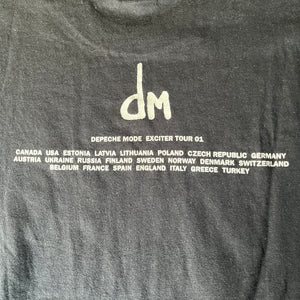 dM
DEPECHE MODE EXCITER TOUR 01
CANADA USA ESTONIA LATVIA LITHUANIA POLAND CZECH REPUBLIC GERMANY
AUSTRIA UKRAINE RUSSIA FINLAND SWEDEN NORWAY DENMARK SWITZERLAND
BELGIUM FRANCE SPAIN ENGLAND ITALY GREECE TURKEY